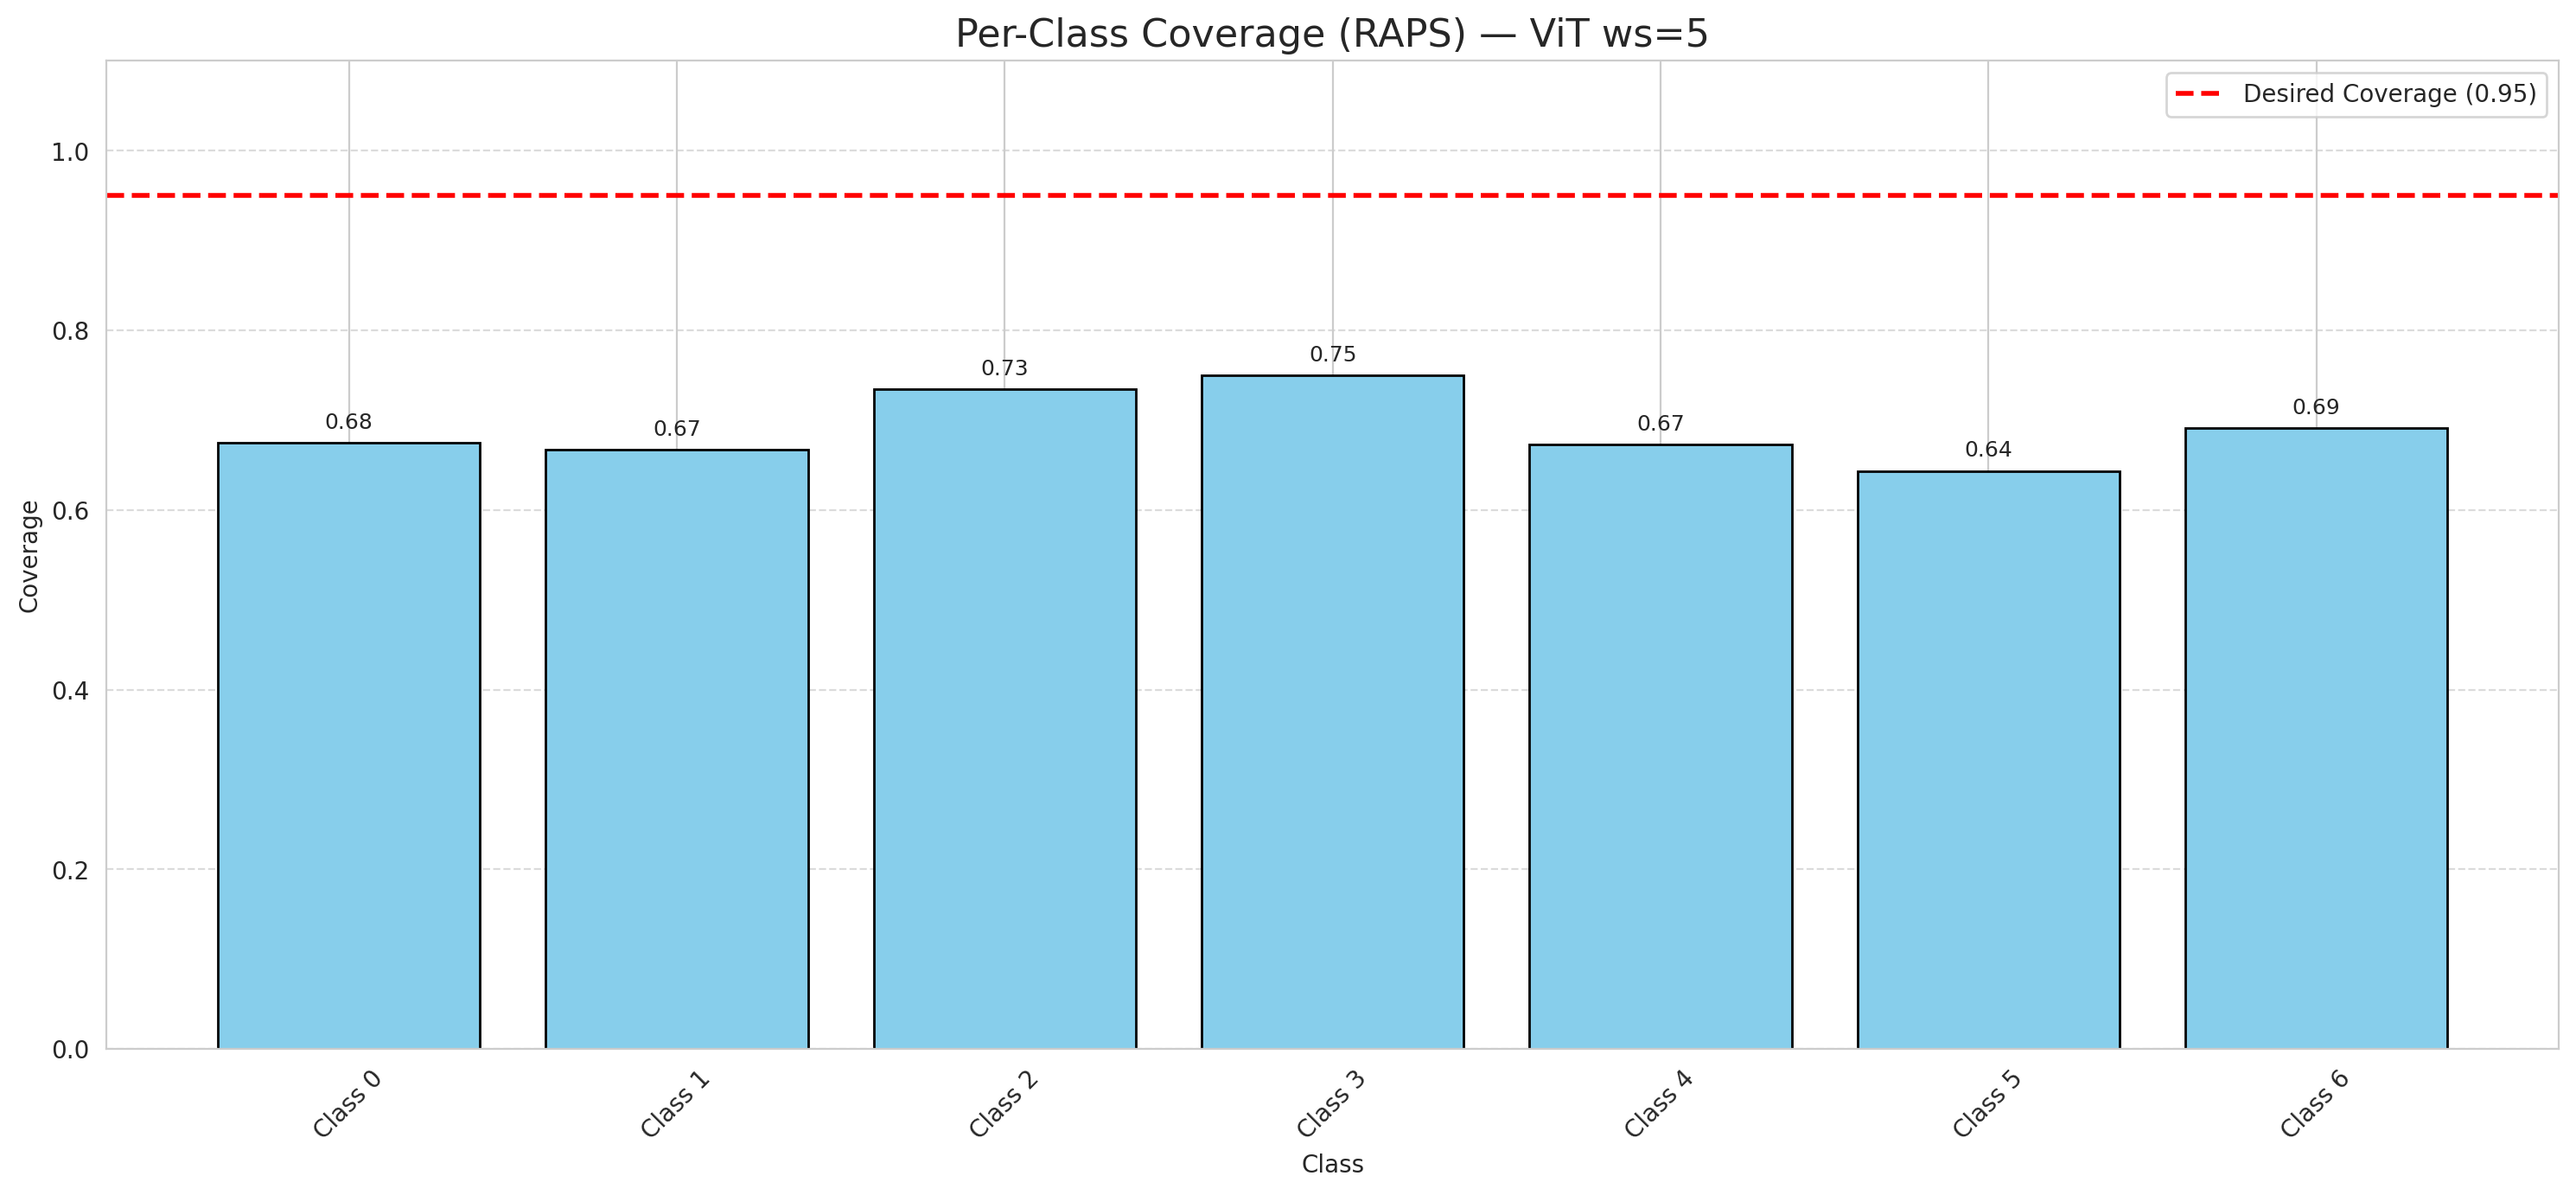 Per-Class Coverage (RAPS) — ViT ws=5
Desired Coverage (0.95)
Coverage
1.0
0.8
0.6
0.4
0.2
0.0
0.68
0.67
0.73
0.75
0.67
0.64
0.69
Class 0
Class 1
Class 2
Class 3
Class 4
Class 5
Class 6
Class